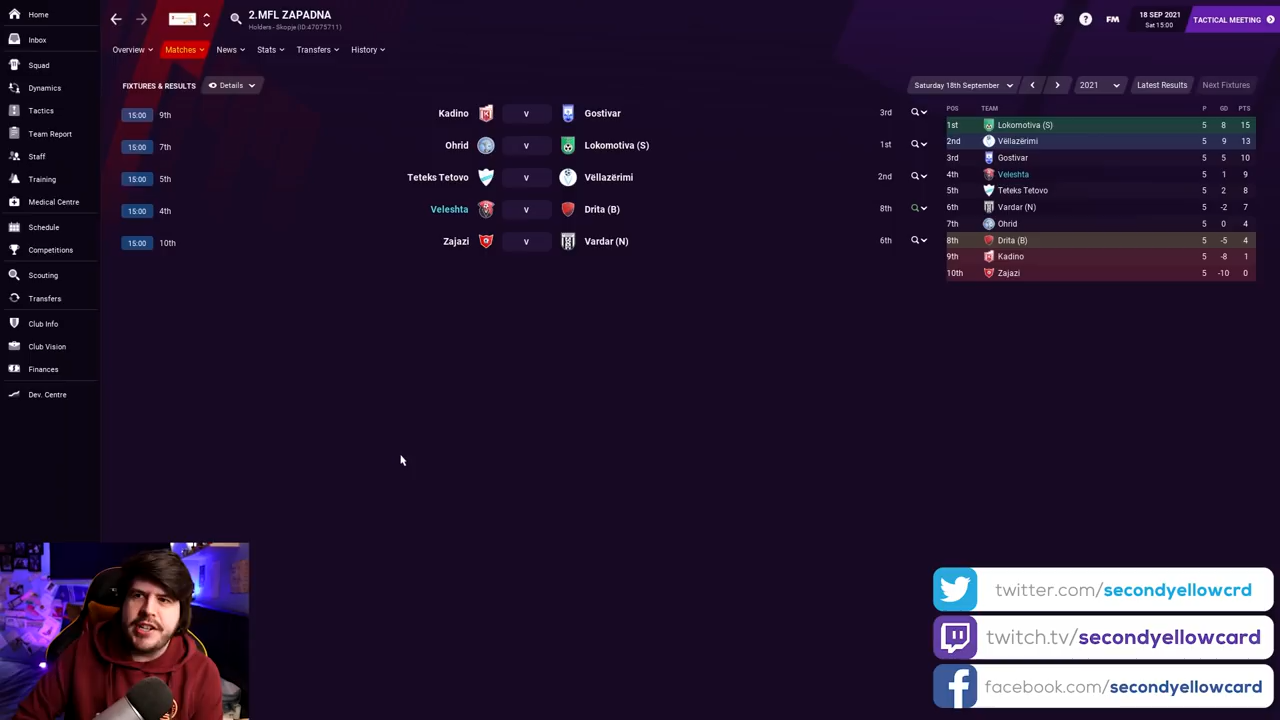 Home
Inbox
Squad
Dynamics
Tactics
Team Report
Staff
Training
Medical Centre
Schedule
Competitions
Scouting
Transfers
Club Info
Club Vision
Finances
Dev. Centre
2.MFL ZAPADNA
Holders - Skopje (ID:47075711)
Overview Matches News Stats Transfers History
? FM 18 SEP 2021 TACTICAL MEETING
Sat 15:00
FIXTURES & RESULTS Details
Saturday 18th September 2021 Latest Results Next Fixtures
15:00 9th Kadino v Gostivar 3rd
15:00 7th Ohrid v Lokomotiva (S) 1st
15:00 5th Teteks Tetovo v Vëllazërimi 2nd
15:00 4th Veleshta v Drita (B) 8th
15:00 10th Zajazi v Vardar (N) 6th
POS TEAM P GD PTS
1st Lokomotiva (S) 5 8 15
2nd Vëllazërimi 5 9 13
3rd Gostivar 5 5 10
4th Veleshta 5 1 9
5th Teteks Tetovo 5 2 8
6th Vardar (N) 5 -2 7
7th Ohrid 5 0 4
8th Drita (B) 5 -5 4
9th Kadino 5 -8 1
10th Zajazi 5 -10 0
twitter.com/secondyellowcrd
twitch.tv/secondyellowcard
facebook.com/secondyellowcard